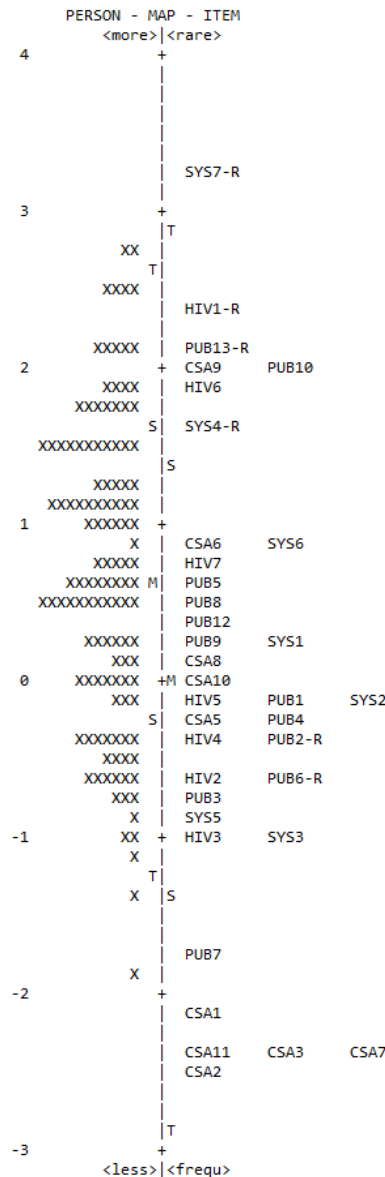 PERSON - MAP - ITEM
<more>|<rare>
4 +
|
|
|
|
|
|
| SYS7-R
|
3 +
|T
XX |
T|
XXXX |
| HIV1-R
|
XXXXX | PUB13-R
2 + CSA9 PUB10
XXXX | HIV6
XXXXXXX |
S| SYS4-R
XXXXXXXXXXX |
|S
XXXXX |
XXXXXXXXXX |
1 XXXXXX +
X | CSA6 SYS6
XXXXX | HIV7
XXXXXXXX M| PUB5
XXXXXXXXXXX | PUB8
| PUB12
XXXXXX | PUB9 SYS1
XXX | CSA8
0 XXXXXXX +M CSA10
XXX | HIV5 PUB1 SYS2
S| CSA5 PUB4
XXXXXXX | HIV4 PUB2-R
XXXX |
XXXXXX | HIV2 PUB6-R
XXX | PUB3
X | SYS5
-1 XX + HIV3 SYS3
X |
T|
X |S
|
|
| PUB7
X |
-2 +
| CSA1
|
| CSA11 CSA3 CSA7
| CSA2
|
|
|T
-3 +
<less>|<frequ>